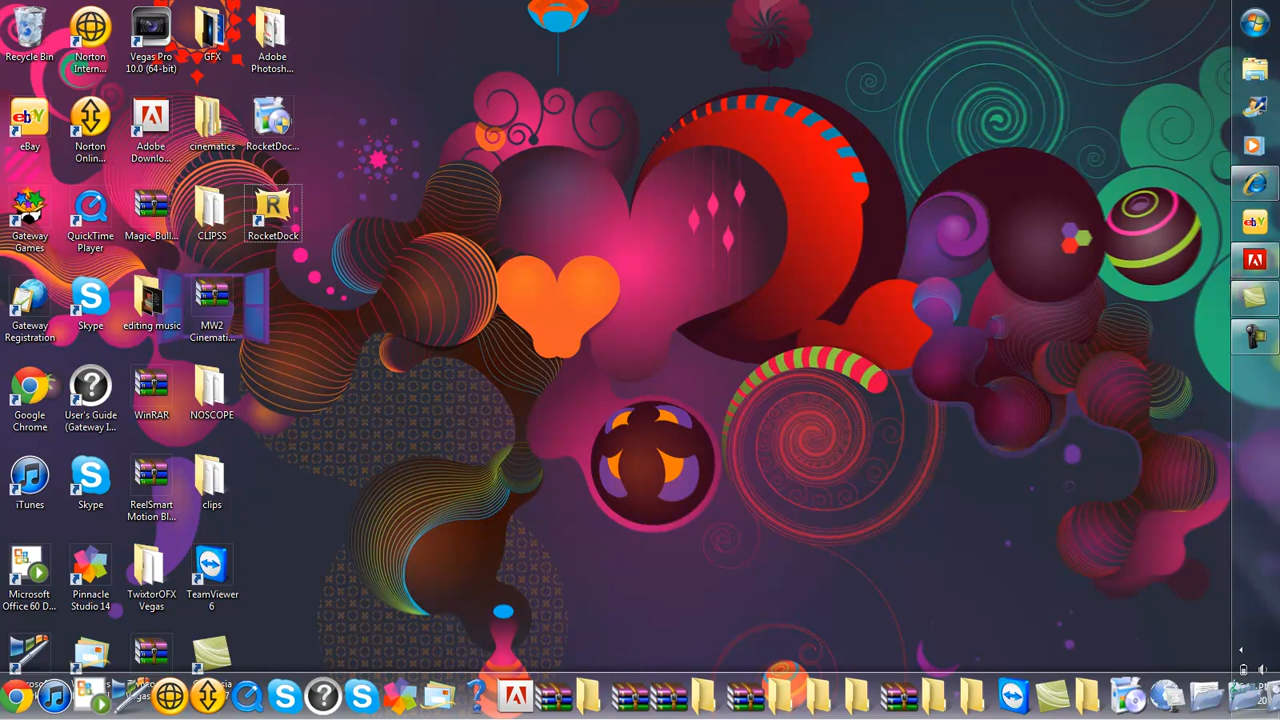 Recycle Bin
Norton
Intern...
Vegas Pro
10.0 (64-bit)
GFX
Adobe
Photosh...
eBay
Norton
Online...
Adobe
Downlo...
cinematics
RocketDoc...
Gateway
Games
QuickTime
Player
Magic_Bull...
CLIPSS
RocketDock
Gateway
Registration
Skype
editing music
MW2
Cinemati...
Google
Chrome
User's Guide
(Gateway I...
WinRAR
NOSCOPE
iTunes
Skype
ReelSmart
Motion Bl...
clips
Microsoft
Office 60 D...
Pinnacle
Studio 14
TwixtorOFX
Vegas
TeamViewer
6